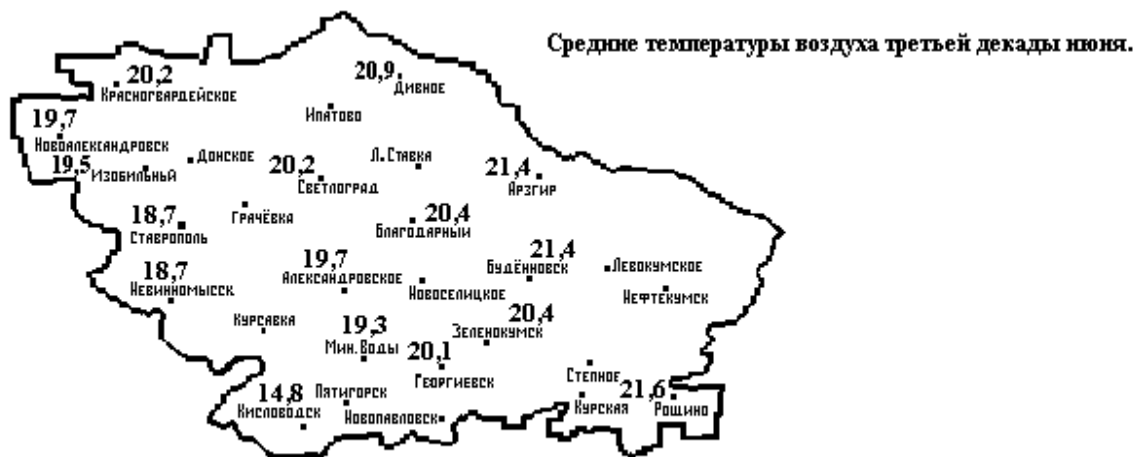 Средние температуры воздуха третьей декады июня.
20,2
Красногвардейское
20,9
Дивное
Ипатово
19,7
Новоалександровск
19,5
Изобильный
Донское
20,2
Светлоград
Л.Ставка
21,4
Арзгир
18,7
Ставрополь
Грачёвка
20,4
Благодарный
18,7
Невинномысск
19,7
Александровское
Новоселицкое
21,4
Будённовск
Левокумское
Нефтекумск
Курсавка
19,3
Мин.Воды
20,4
Зеленокумск
20,1
Георгиевск
Степное
14,8
Кисловодск
Пятигорск
Новопавловск
Курская
21,6
Рощино